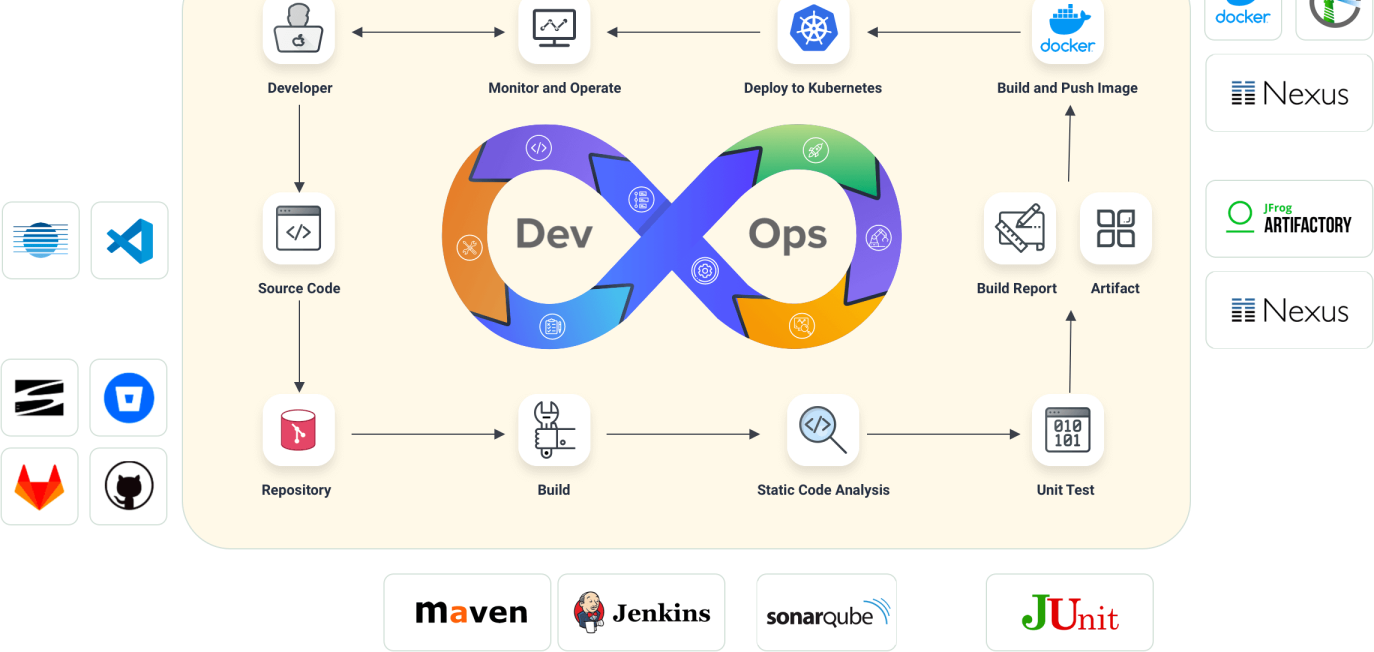 docker
docker
Developer
Monitor and Operate
Deploy to Kubernetes
Build and Push Image
Nexus
Dev
Ops
JFrog
ARTIFACTORY
Source Code
Build Report
Artifact
Nexus
010
101
Repository
Build
Static Code Analysis
Unit Test
maven
Jenkins
sonarqube
JUnit